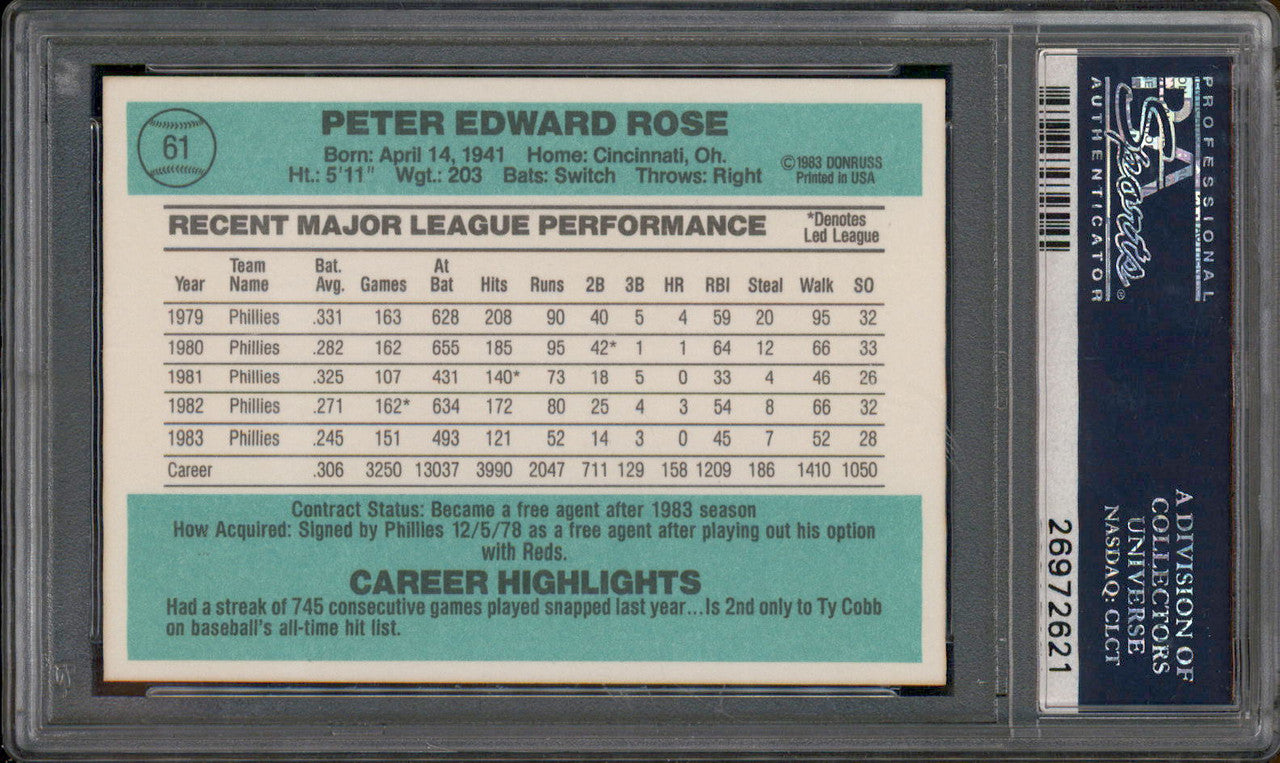 61
PETER EDWARD ROSE
Born: April 14, 1941 Home: Cincinnati, Oh.
Ht.: 5'11" Wgt.: 203 Bats: Switch Throws: Right
©1983 DONRUSS
Printed in USA
RECENT MAJOR LEAGUE PERFORMANCE
*Denotes
Led League
Year Team Name Bat. Avg. Games At Bat Hits Runs 2B 3B HR RBI Steal Walk SO
1979 Phillies .331 163 628 208 90 40 5 4 59 20 95 32
1980 Phillies .282 162 655 185 95 42* 1 1 64 12 66 33
1981 Phillies .325 107 431 140* 73 18 5 0 33 4 46 26
1982 Phillies .271 162* 634 172 80 25 4 3 54 8 66 32
1983 Phillies .245 151 493 121 52 14 3 0 45 7 52 28
Career .306 3250 13037 3990 2047 711 129 158 1209 186 1410 1050
Contract Status: Became a free agent after 1983 season
How Acquired: Signed by Phillies 12/5/78 as a free agent after playing out his option
with Reds.
CAREER HIGHLIGHTS
Had a streak of 745 consecutive games played snapped last year...Is 2nd only to Ty Cobb
on baseball's all-time hit list.
PROFESSIONAL
PSA
Sports®
AUTHENTICATOR
A DIVISION OF
COLLECTORS
UNIVERSE
NASDAQ: CLCT
26972621